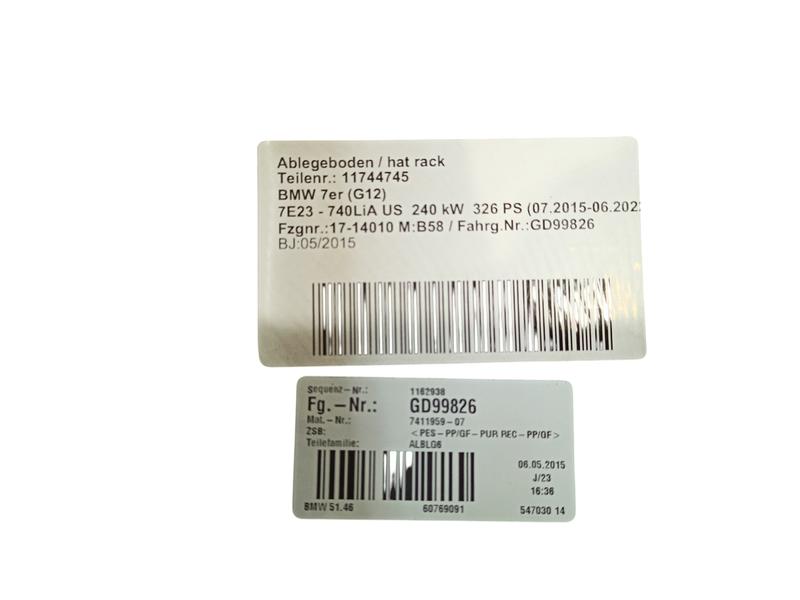 Ablegeboden / hat rack
Teilenr.: 11744745
BMW 7er (G12)
7E23 - 740LiA US 240 kW 326 PS (07.2015-06.202
Fzgnr.:17-14010 M:B58 / Fahrg.Nr.:GD99826
BJ:05/2015
Sequenz-Nr.: 1162938
Fg.-Nr.: GD99826
Mat.-Nr.: 7411959-07
ZSB: <PES-PP/GF-PUR REC-PP/GF>
Teilefamilie: ALBLG6
06.05.2015
J/23
16:36
BMW 51.46 60769091 547030 14